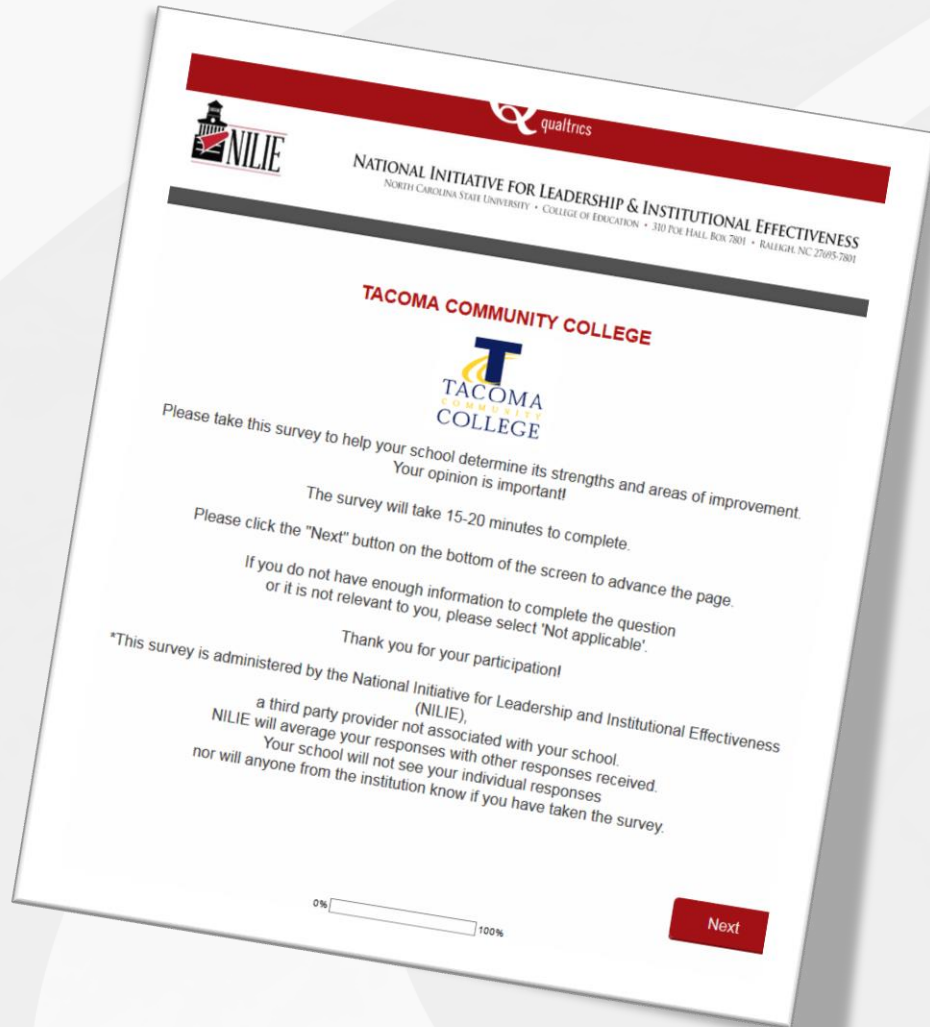 qualtrics
NILIE
NATIONAL INITIATIVE FOR LEADERSHIP & INSTITUTIONAL EFFECTIVENESS
NORTH CAROLINA STATE UNIVERSITY • COLLEGE OF EDUCATION • 310 POE HALL, BOX 7801 • RALEIGH, NC 27695-7801
TACOMA COMMUNITY COLLEGE
TACOMA
COMMUNITY
COLLEGE
Please take this survey to help your school determine its strengths and areas of improvement.
Your opinion is important!
The survey will take 15-20 minutes to complete.
Please click the "Next" button on the bottom of the screen to advance the page.
If you do not have enough information to complete the question
or it is not relevant to you, please select 'Not applicable'.
Thank you for your participation!
*This survey is administered by the National Initiative for Leadership and Institutional Effectiveness
(NILIE),
a third party provider not associated with your school.
NILIE will average your responses with other responses received.
Your school will not see your individual responses
nor will anyone from the institution know if you have taken the survey.
0% 100%
Next